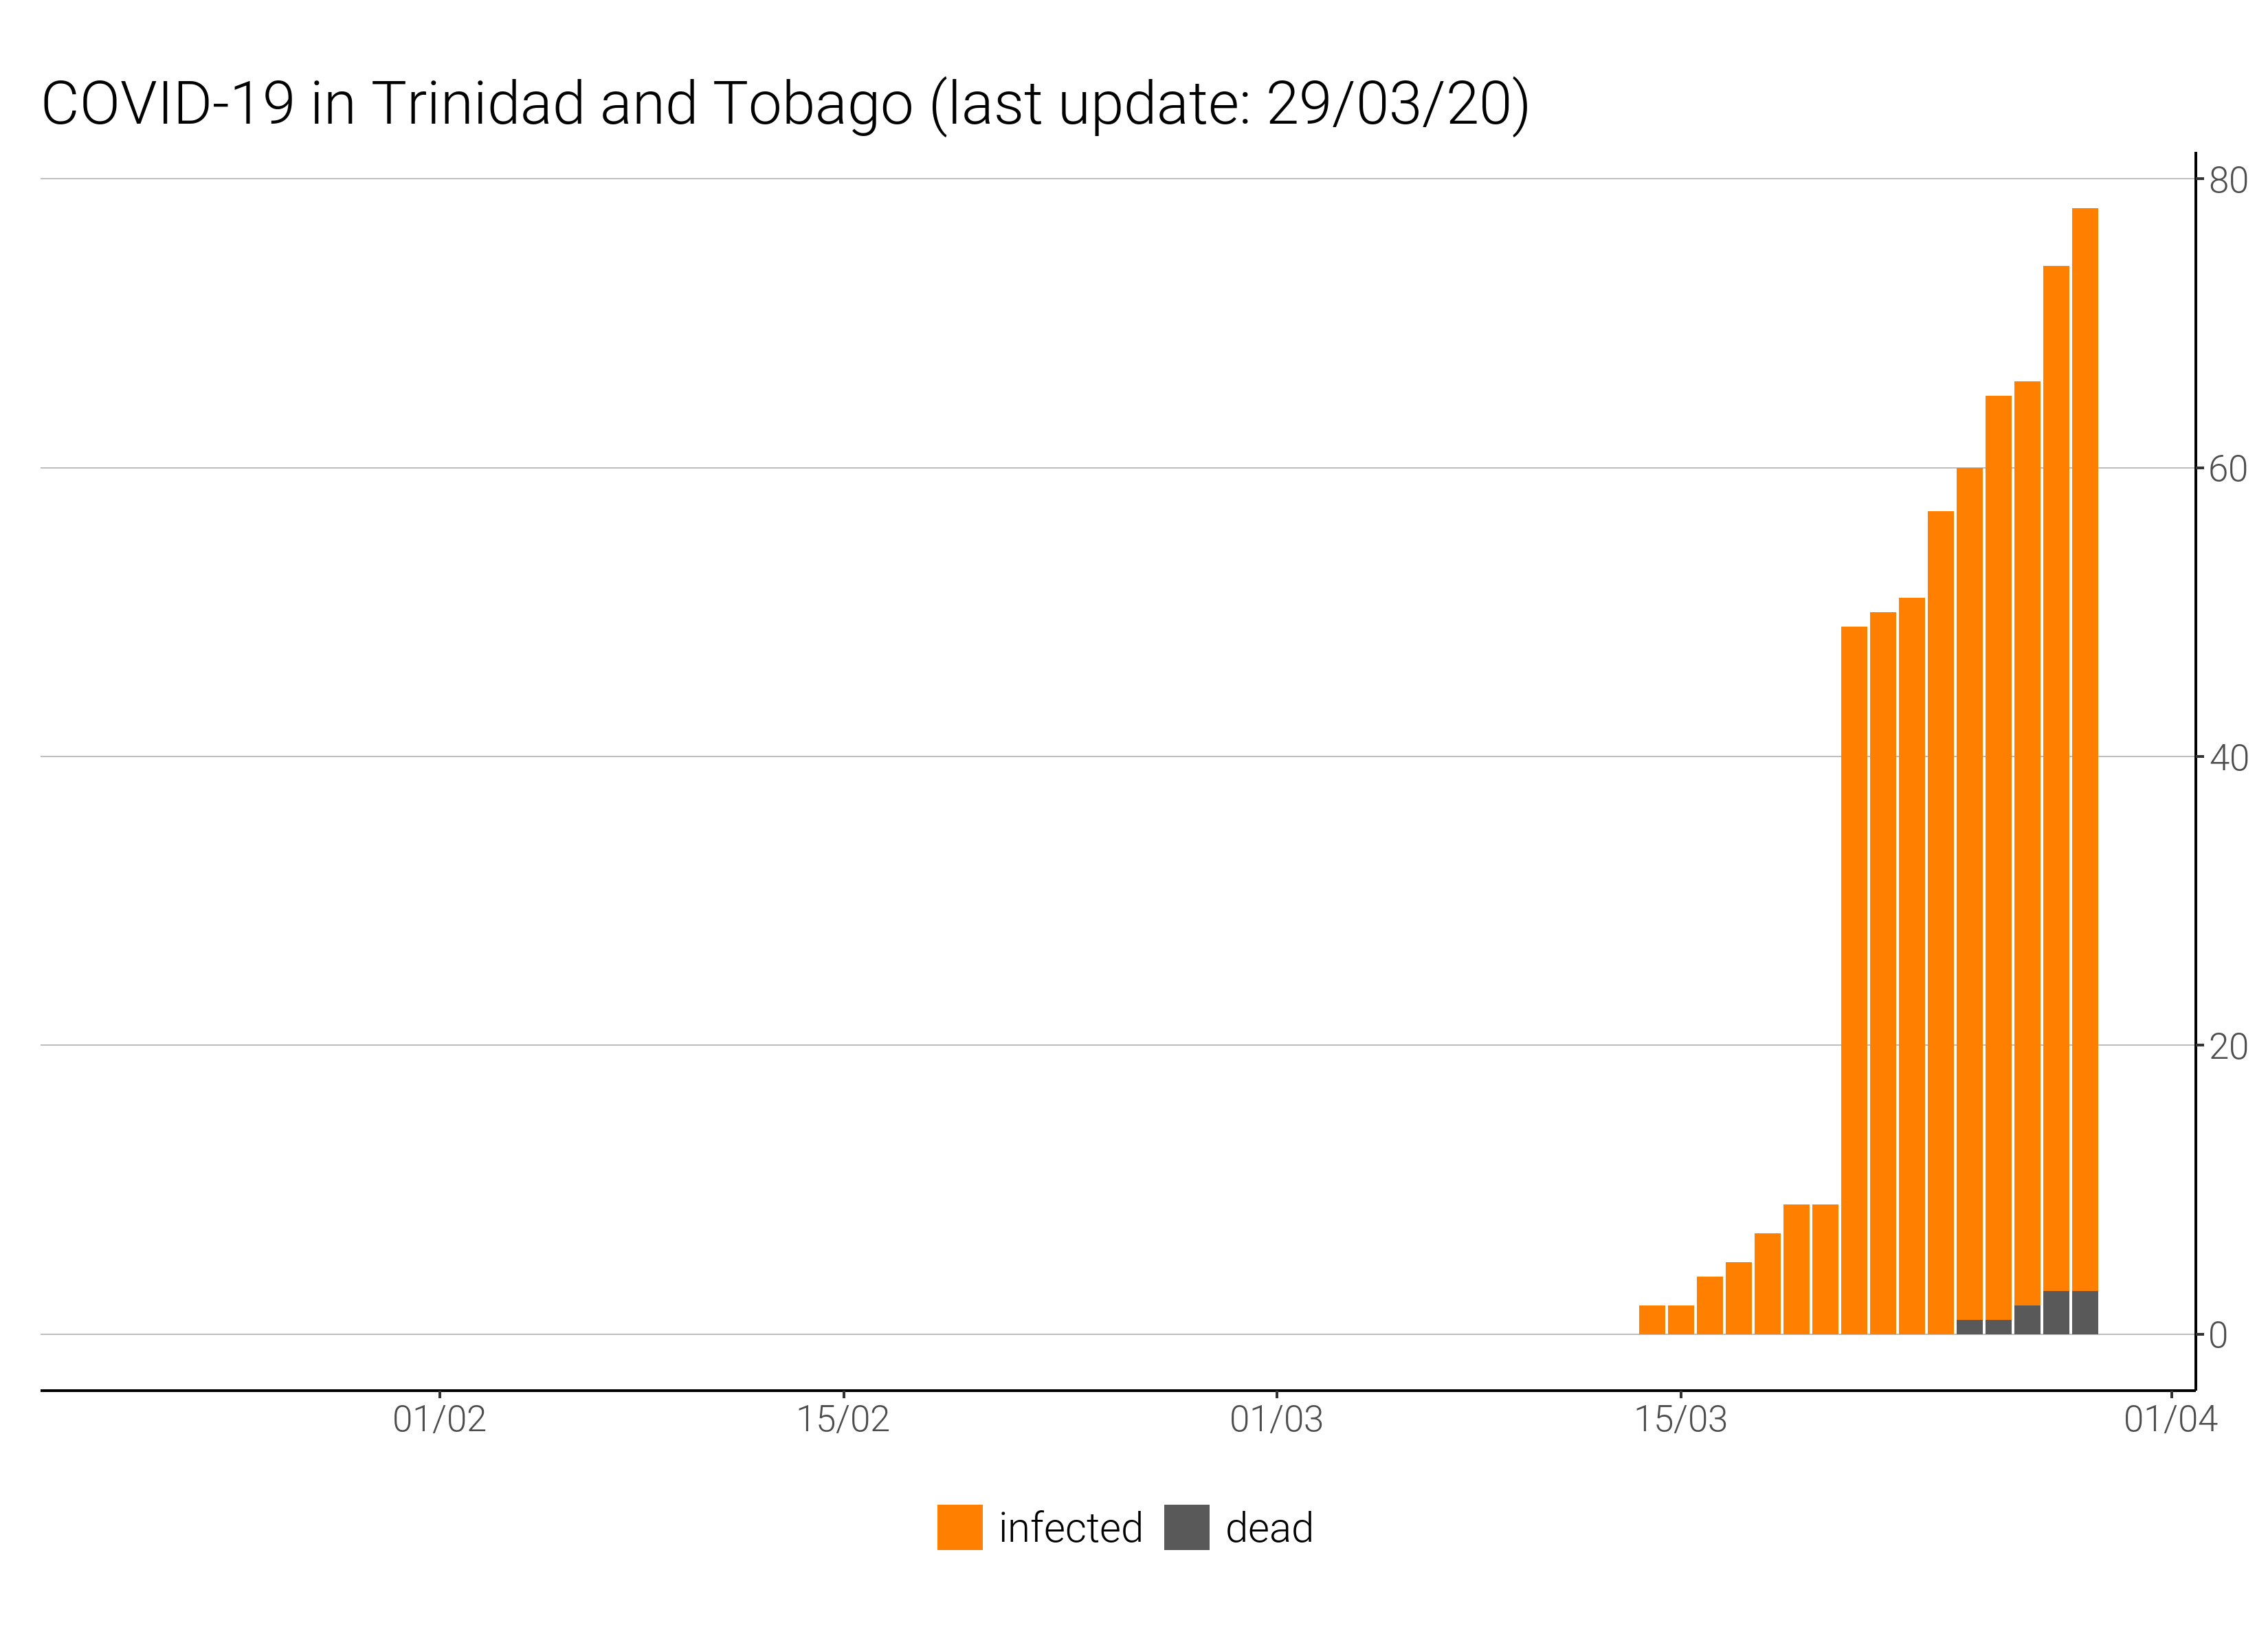 COVID-19 in Trinidad and Tobago (last update: 29/03/20)
80
60
40
20
0
01/02 15/02 01/03 15/03 01/04
infected dead